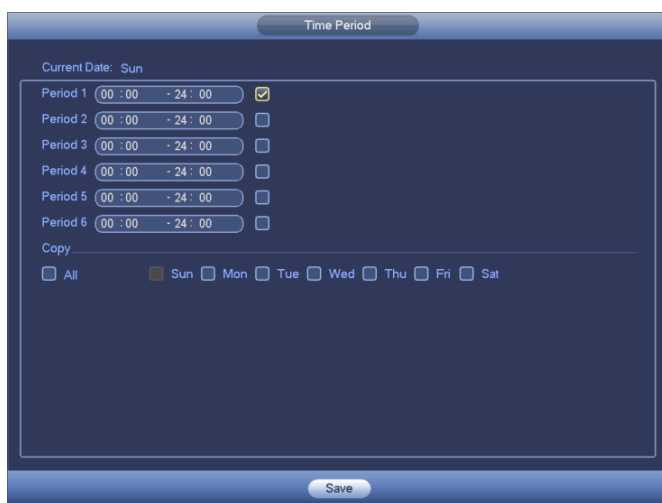 Time Period
Current Date: Sun
Period 1 00 :00 - 24 : 00
Period 2 00 :00 - 24 : 00
Period 3 00 :00 - 24 : 00
Period 4 00 :00 - 24 : 00
Period 5 00 :00 - 24 : 00
Period 6 00 :00 - 24 : 00
Copy
All Sun Mon Tue Wed Thu Fri Sat
Save